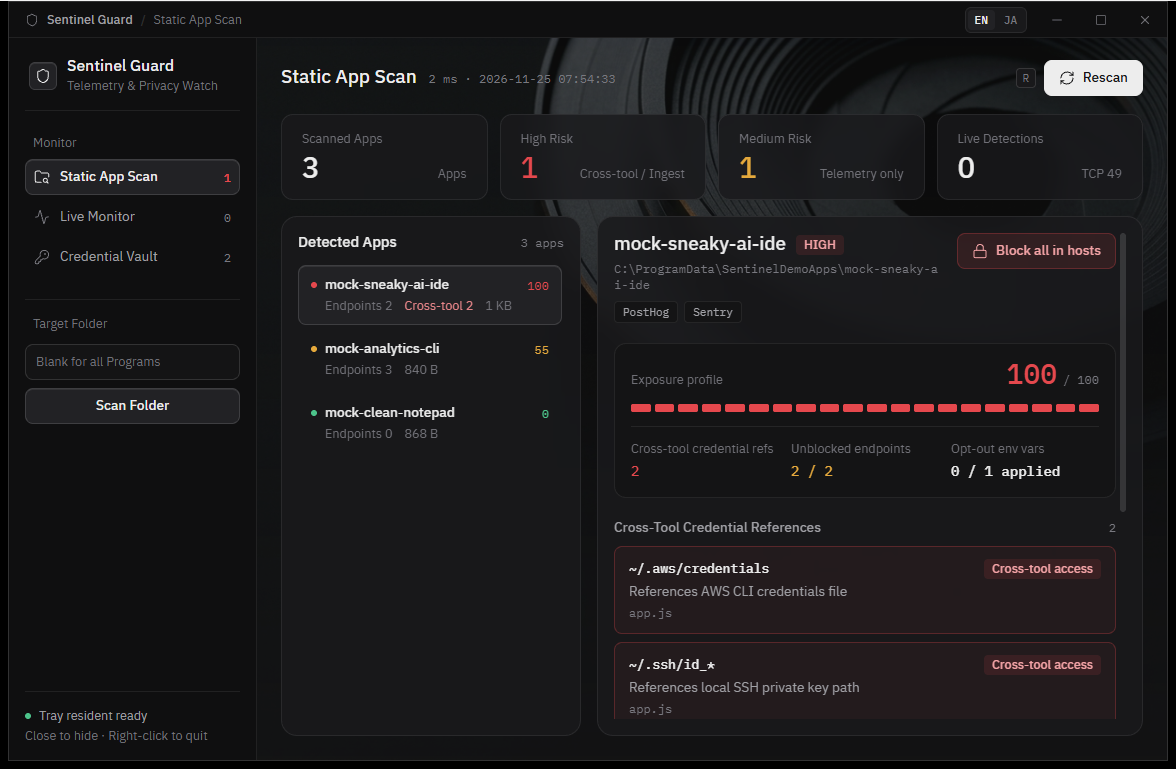 Sentinel Guard / Static App Scan
EN JA
Sentinel Guard
Telemetry & Privacy Watch
Monitor
Static App Scan 1
Live Monitor 0
Credential Vault 2
Target Folder
Blank for all Programs
Scan Folder
Tray resident ready
Close to hide · Right-click to quit
Static App Scan 2 ms · 2026-11-25 07:54:33
R Rescan
Scanned Apps
3 Apps
High Risk
1 Cross-tool / Ingest
Medium Risk
1 Telemetry only
Live Detections
0 TCP 49
Detected Apps 3 apps
mock-sneaky-ai-ide 100
Endpoints 2 Cross-tool 2 1 KB
mock-analytics-cli 55
Endpoints 3 840 B
mock-clean-notepad 0
Endpoints 0 868 B
mock-sneaky-ai-ide HIGH
Block all in hosts
C:\ProgramData\SentinelDemoApps\mock-sneaky-a
i-ide
PostHog Sentry
Exposure profile 100 / 100
Cross-tool credential refs Unblocked endpoints Opt-out env vars
2 2 / 2 0 / 1 applied
Cross-Tool Credential References 2
~/.aws/credentials Cross-tool access
References AWS CLI credentials file
app.js
~/.ssh/id_* Cross-tool access
References local SSH private key path
app.js